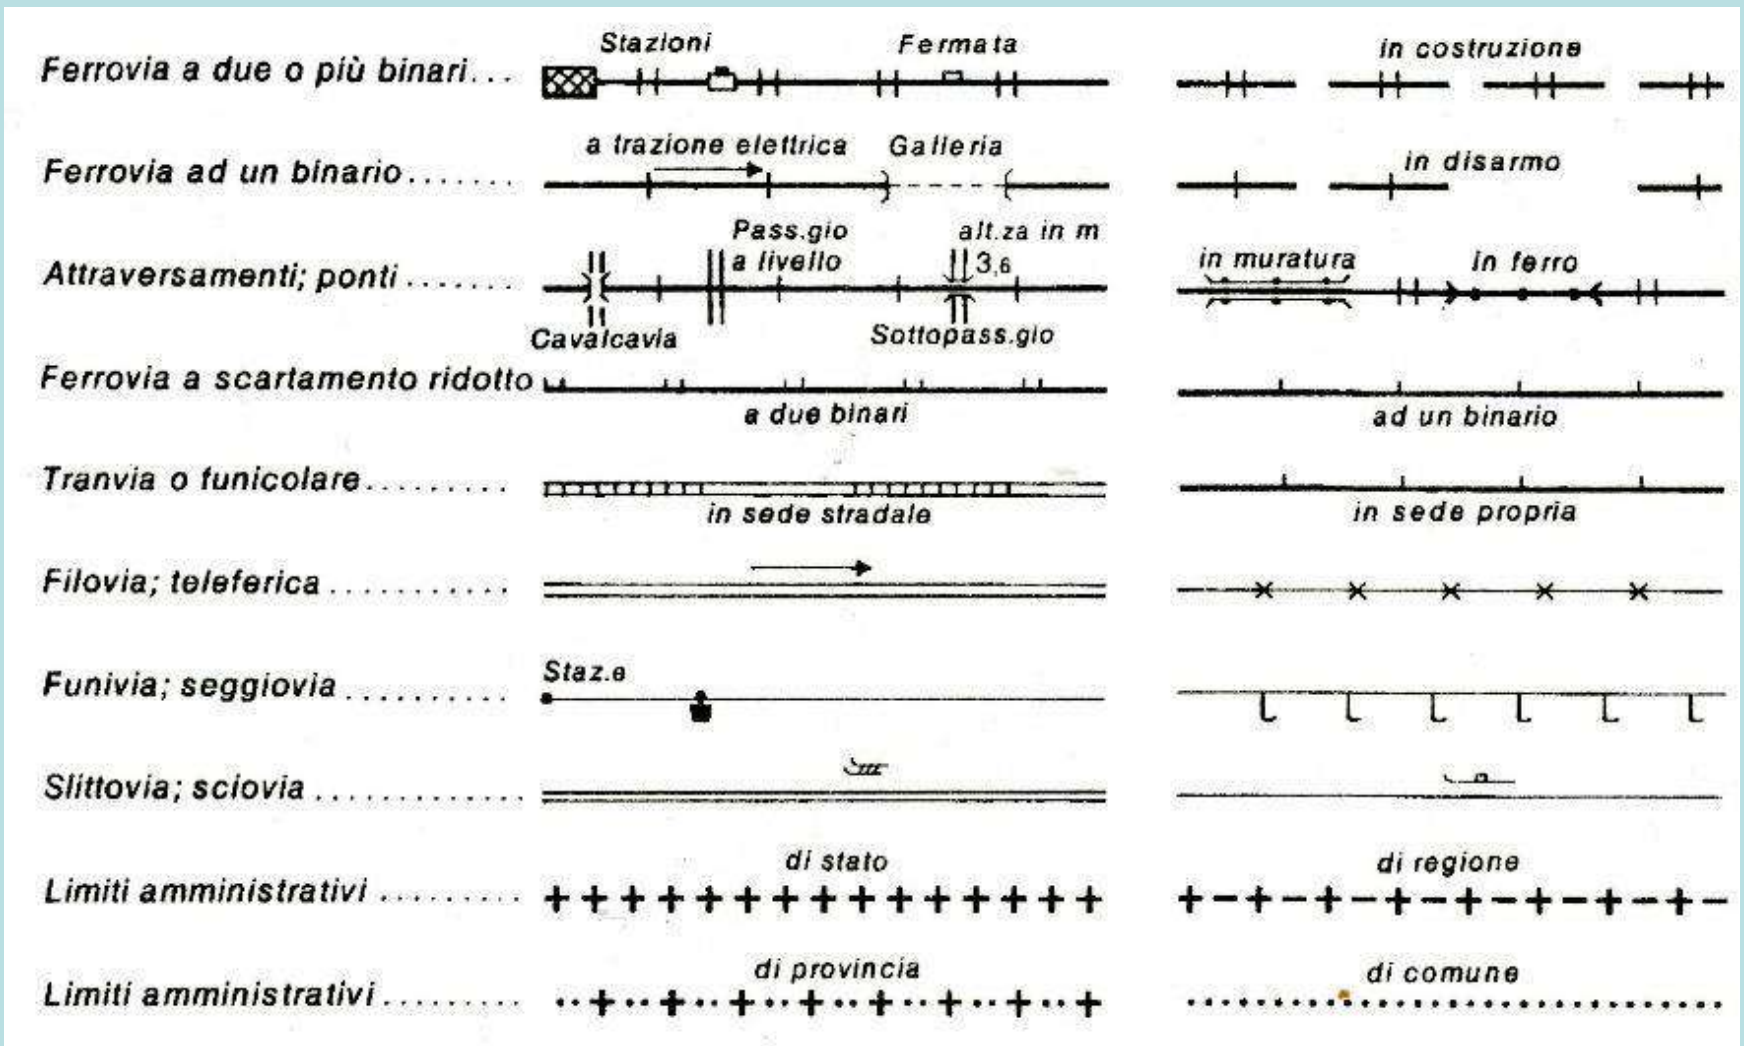 Stazioni Fermata in costruzione
Ferrovia a due o più binari...
a trazione elettrica Galleria in disarmo
Ferrovia ad un binario.......
Pass.gio alt.za in m
a livello 3,6 in muratura in ferro
Attraversamenti; ponti.......
Cavalcavia Sottopass.gio
Ferrovia a scartamento ridotto
a due binari ad un binario
Tranvia o funicolare.........
in sede stradale in sede propria
Filovia; teleferica...........
Staz.e
Funivia; seggiovia..........
Slittovia; sciovia.............
di stato di regione
Limiti amministrativi.........
di provincia di comune
Limiti amministrativi.........